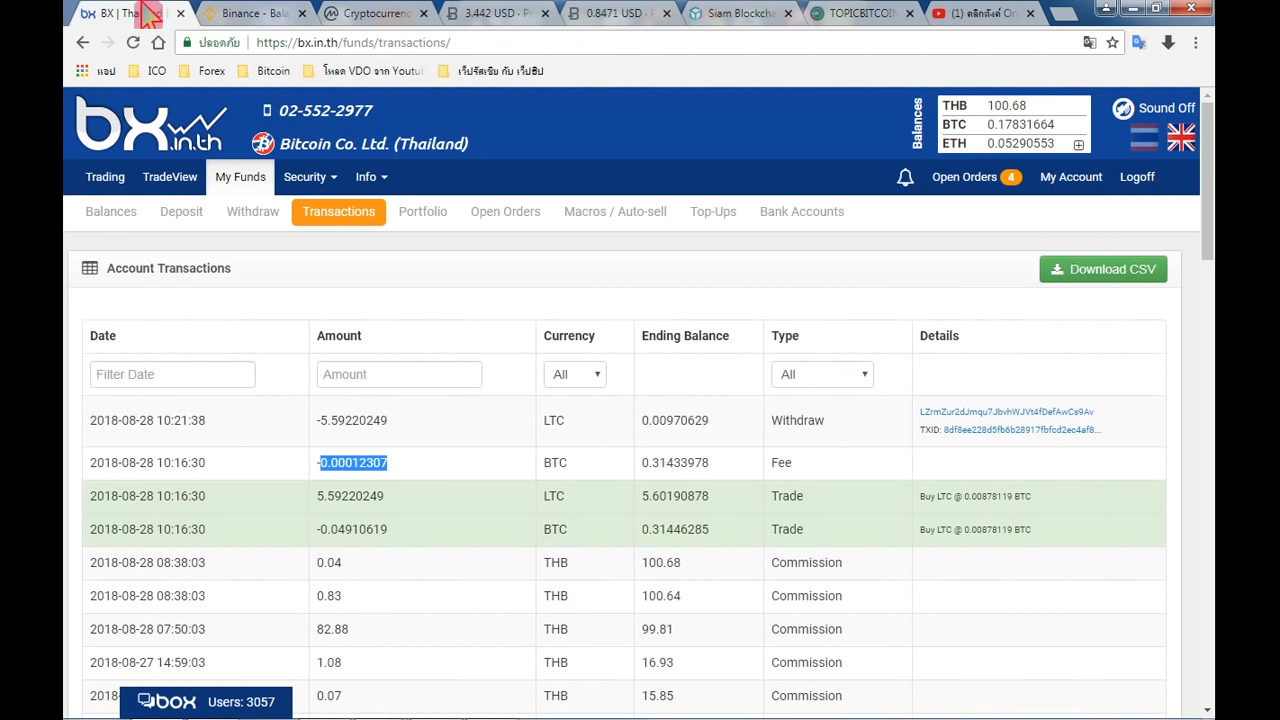 BX | Tha
Binance - Bala
Cryptocurrenc
3.442 USD - P
0.8471 USD -
Siam Blockcha
TOPICBITCOIN
(1) คลิกตังค์ On
ปลอดภัย
https://bx.in.th/funds/transactions/
แอป
ICO
Forex
Bitcoin
โหลด VDO จาก Youtu
เว็ปรัสเซีย กับ เว็ปชิป
bx.in.th
02-552-2977
Bitcoin Co. Ltd. (Thailand)
Balances
THB 100.68
BTC 0.17831664
ETH 0.05290553
Sound Off
Trading
TradeView
My Funds
Security
Info
Open Orders 4
My Account
Logoff
Balances
Deposit
Withdraw
Transactions
Portfolio
Open Orders
Macros / Auto-sell
Top-Ups
Bank Accounts
Account Transactions
Download CSV
Date Amount Currency Ending Balance Type Details
Filter Date Amount All All
2018-08-28 10:21:38 -5.59220249 LTC 0.00970629 Withdraw LZrmZur2dJmqu7JbvhWJVt4fDefAwCs9Av
TXID: 8df8ee228d5fb6b28917fbfcd2ec4af8...
2018-08-28 10:16:30 -0.00012307 BTC 0.31433978 Fee
2018-08-28 10:16:30 5.59220249 LTC 5.60190878 Trade Buy LTC @ 0.00878119 BTC
2018-08-28 10:16:30 -0.04910619 BTC 0.31446285 Trade Buy LTC @ 0.00878119 BTC
2018-08-28 08:38:03 0.04 THB 100.68 Commission
2018-08-28 08:38:03 0.83 THB 100.64 Commission
2018-08-28 07:50:03 82.88 THB 99.81 Commission
2018-08-27 14:59:03 1.08 THB 16.93 Commission
2018- 0.07 THB 15.85 Commission
box Users: 3057